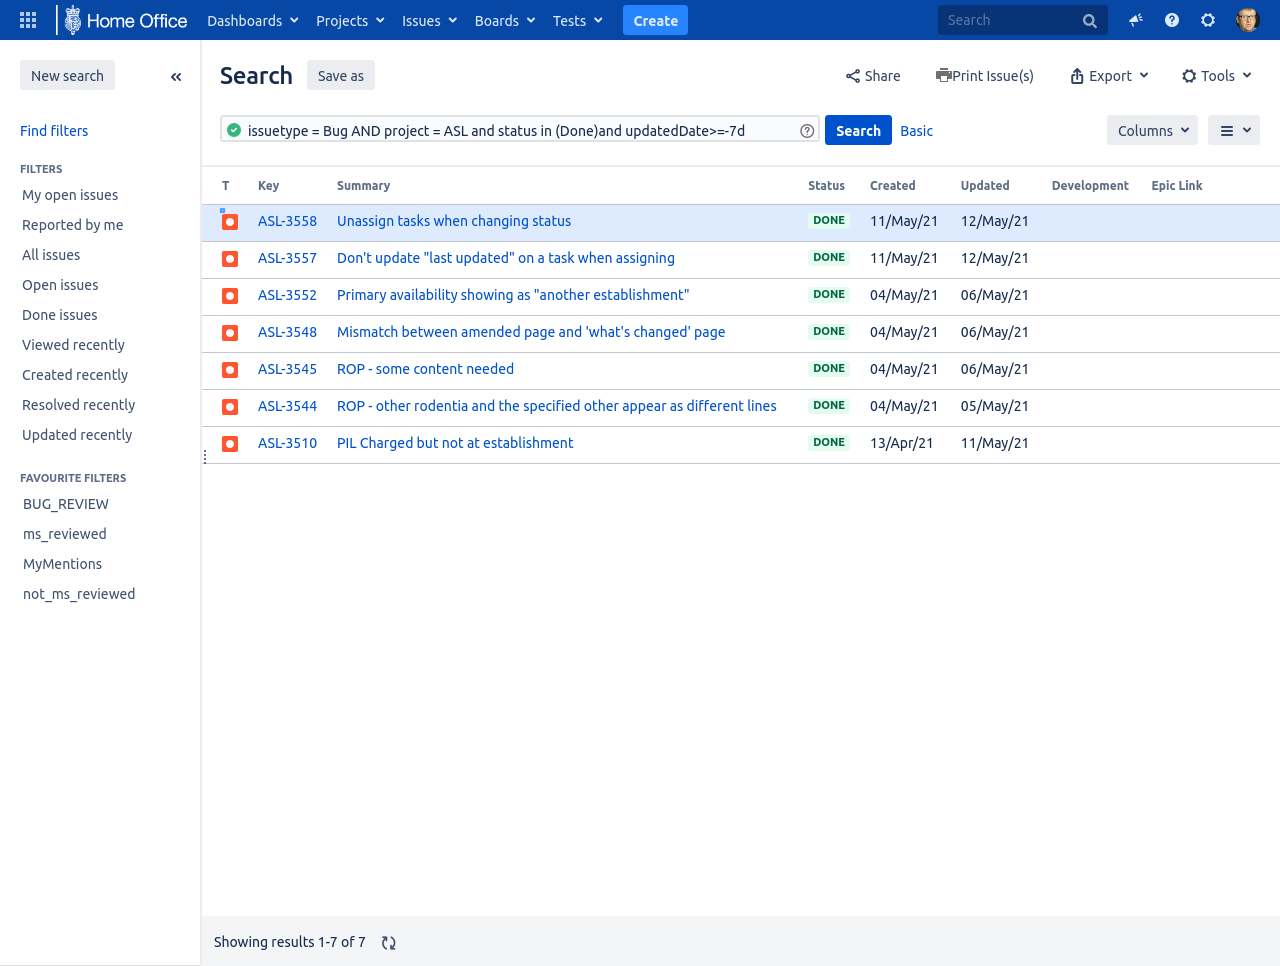 Home Office Dashboards Projects Issues Boards Tests Create Search
New search
Search Save as Share Print Issue(s) Export Tools
issuetype = Bug AND project = ASL and status in (Done)and updatedDate>=-7d Search Basic Columns
Find filters
FILTERS
My open issues
Reported by me
All issues
Open issues
Done issues
Viewed recently
Created recently
Resolved recently
Updated recently
FAVOURITE FILTERS
BUG_REVIEW
ms_reviewed
MyMentions
not_ms_reviewed
T Key Summary Status Created Updated Development Epic Link
ASL-3558 Unassign tasks when changing status DONE 11/May/21 12/May/21
ASL-3557 Don't update "last updated" on a task when assigning DONE 11/May/21 12/May/21
ASL-3552 Primary availability showing as "another establishment" DONE 04/May/21 06/May/21
ASL-3548 Mismatch between amended page and 'what's changed' page DONE 04/May/21 06/May/21
ASL-3545 ROP - some content needed DONE 04/May/21 06/May/21
ASL-3544 ROP - other rodentia and the specified other appear as different lines DONE 04/May/21 05/May/21
ASL-3510 PIL Charged but not at establishment DONE 13/Apr/21 11/May/21
Showing results 1-7 of 7